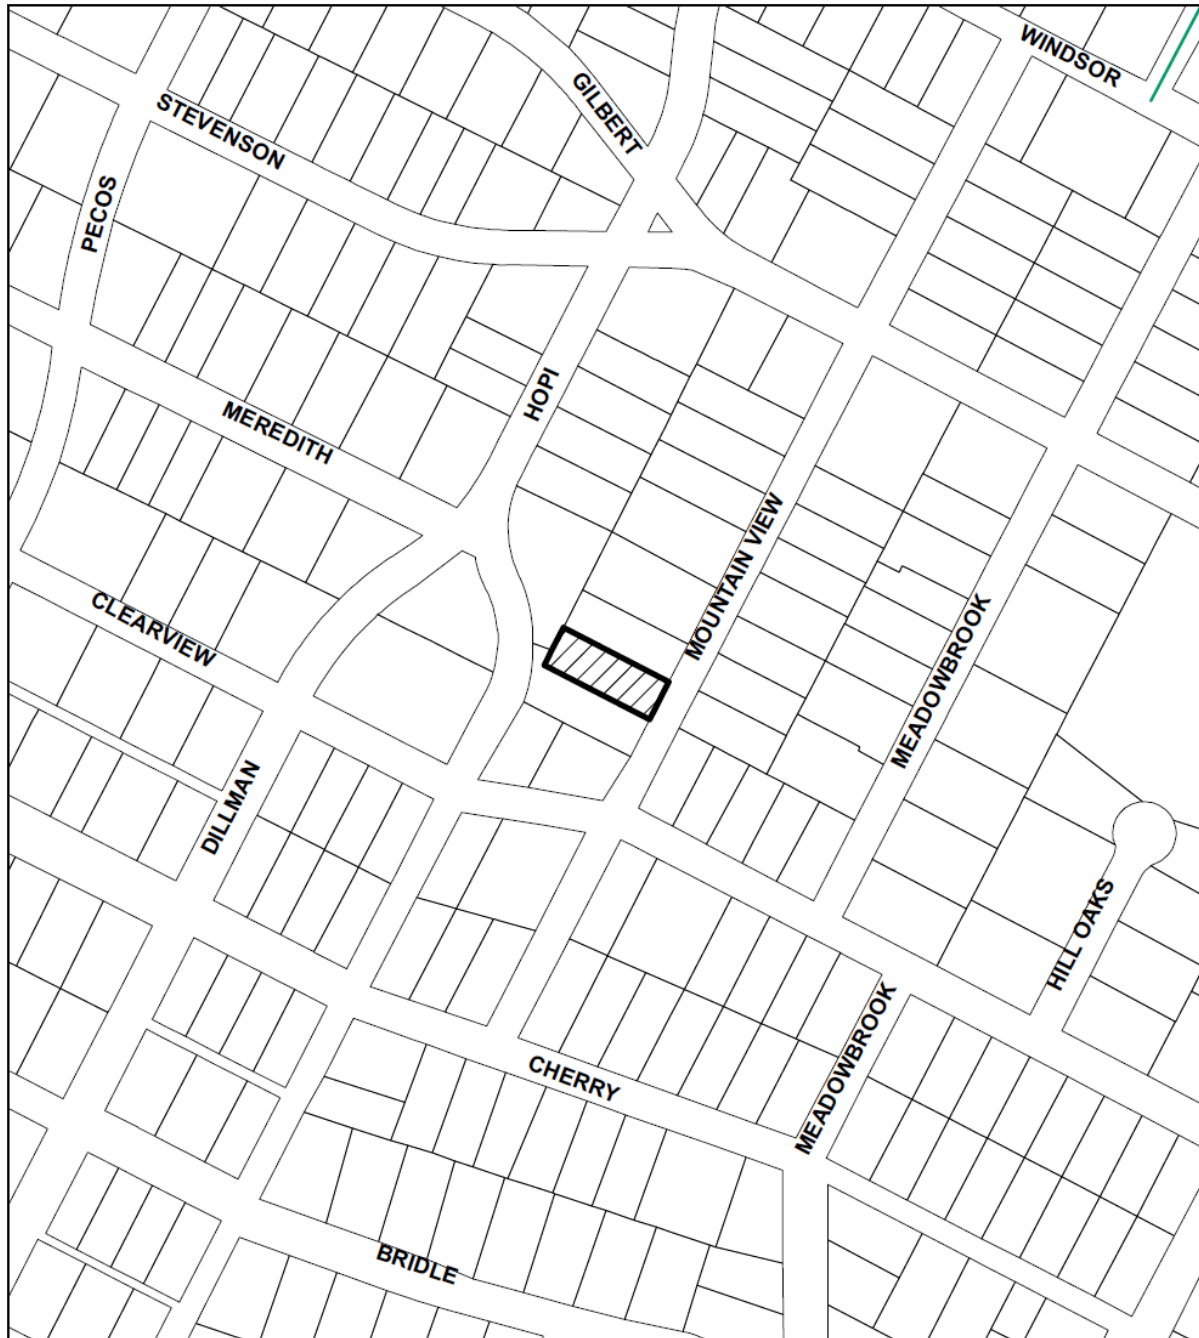 WINDSOR
GILBERT
STEVENSON
PECOS
HOPI
MEREDITH
MOUNTAIN VIEW
CLEARVIEW
MEADOWBROOK
DILLMAN
HILL OAKS
MEADOWBROOK
CHERRY
BRIDLE